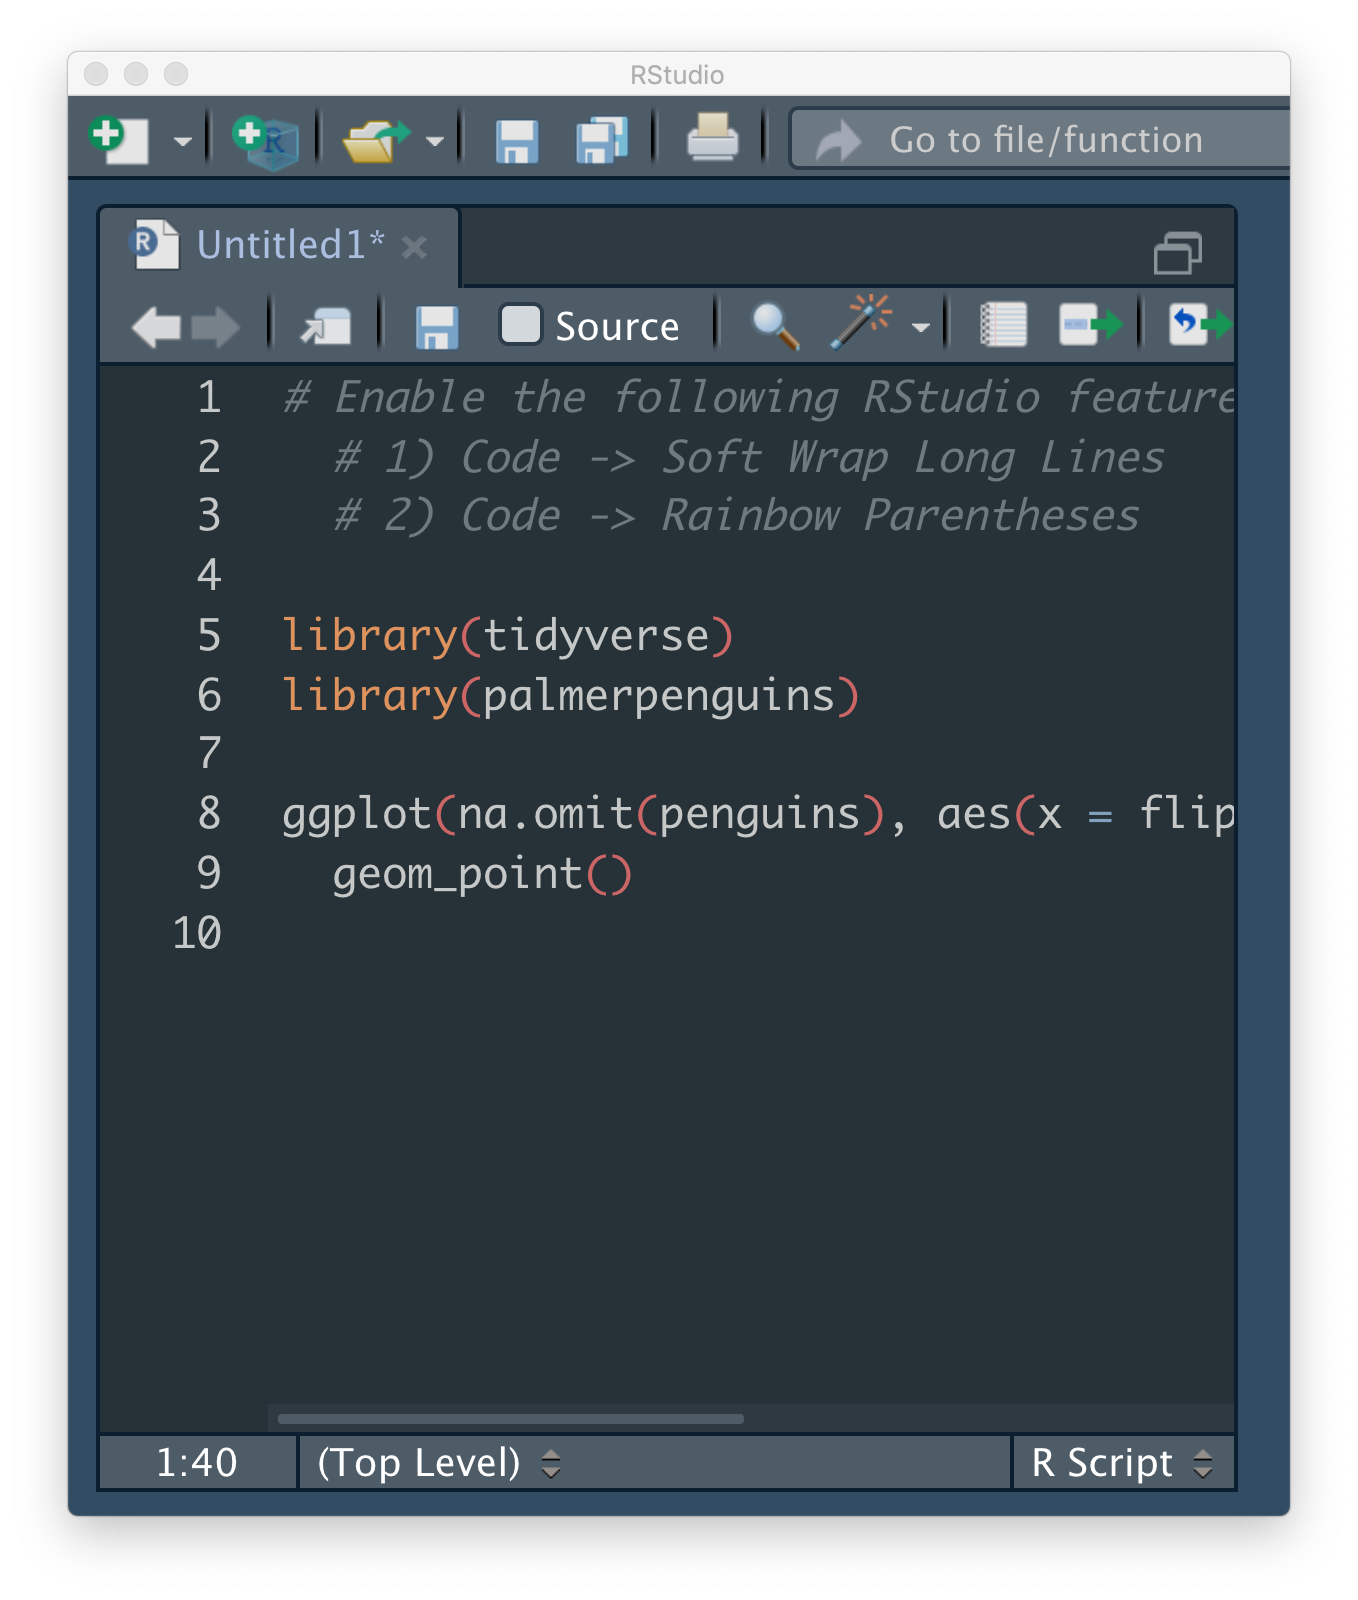 RStudio
Go to file/function
Untitled1*
Source
1 # Enable the following RStudio feature
2 # 1) Code -> Soft Wrap Long Lines
3 # 2) Code -> Rainbow Parentheses
4
5 library(tidyverse)
6 library(palmerpenguins)
7
8 ggplot(na.omit(penguins), aes(x = flip
9 geom_point()
10
1:40 (Top Level) R Script